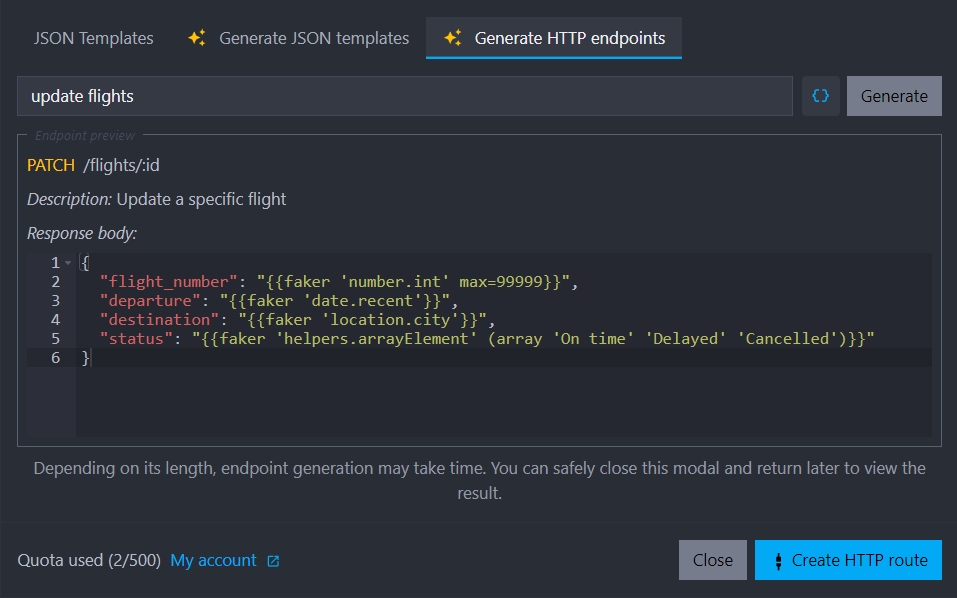 JSON Templates Generate JSON templates Generate HTTP endpoints
update flights {} Generate
Endpoint preview
PATCH /flights/:id
Description: Update a specific flight
Response body:
1 {
2 "flight_number": "{{faker 'number.int' max=99999}}",
3 "departure": "{{faker 'date.recent'}}",
4 "destination": "{{faker 'location.city'}}",
5 "status": "{{faker 'helpers.arrayElement' (array 'On time' 'Delayed' 'Cancelled')}}"
6 }
Depending on its length, endpoint generation may take time. You can safely close this modal and return later to view the
result.
Quota used (2/500) My account Close Create HTTP route